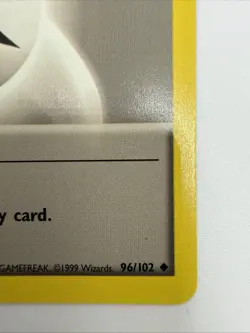 y card.
GAMEFREAK. ©1999 Wizards. 96/102 ◆